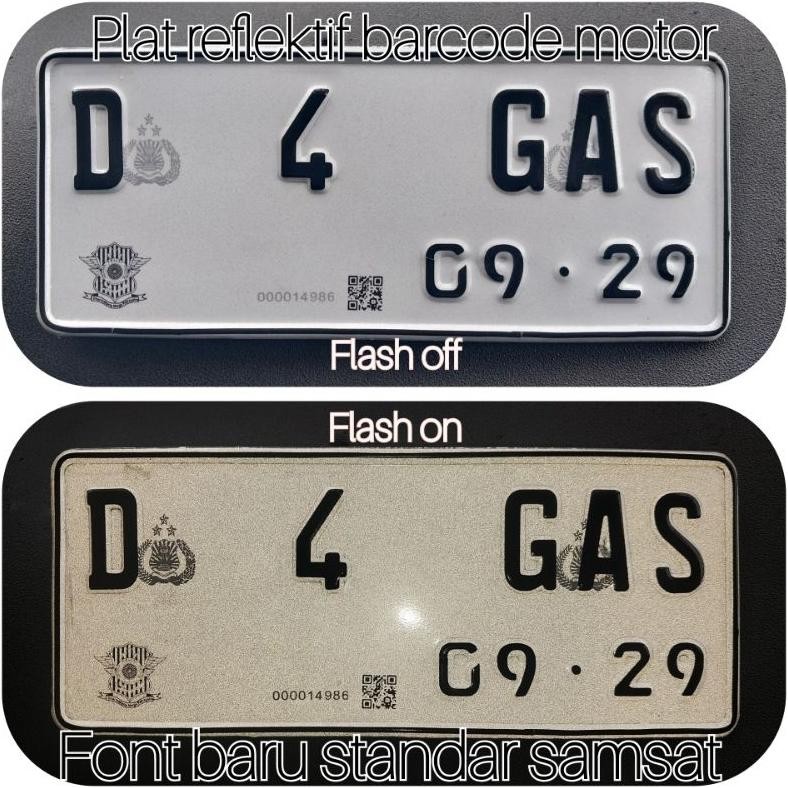 Plat reflektif barcode motor
D 4 GAS
09 · 29
000014986
Flash off
Flash on
D 4 GAS
09 · 29
000014986
Font baru standar samsat